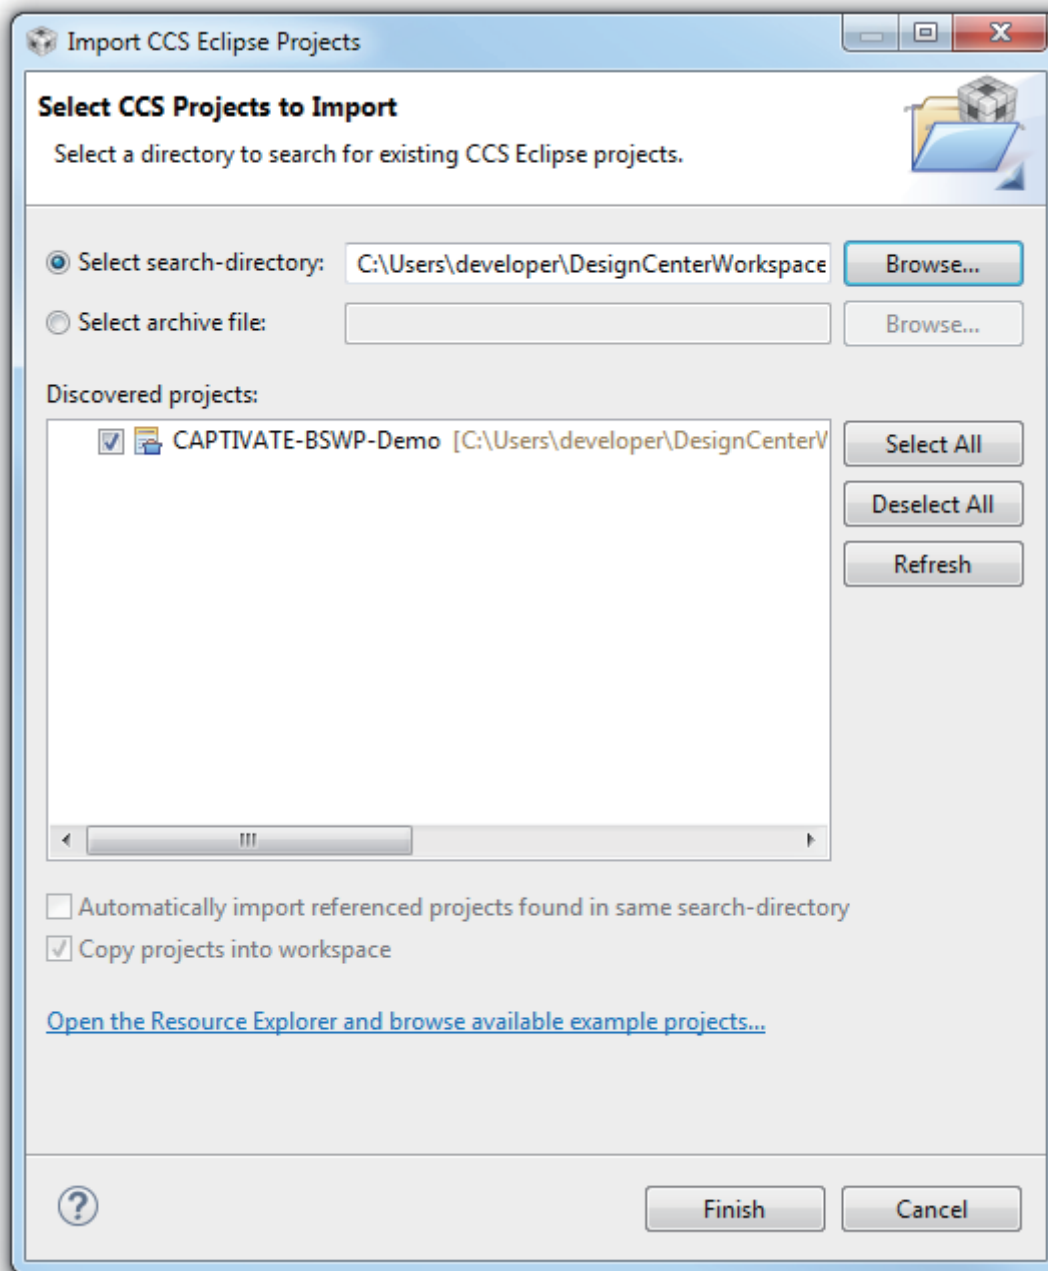 Import CCS Eclipse Projects
Select CCS Projects to Import
Select a directory to search for existing CCS Eclipse projects.
Select search-directory: C:\Users\developer\DesignCenterWorkspace Browse...
Select archive file: Browse...
Discovered projects:
CAPTIVATE-BSWP-Demo [C:\Users\developer\DesignCenterW
Select All
Deselect All
Refresh
Automatically import referenced projects found in same search-directory
Copy projects into workspace
Open the Resource Explorer and browse available example projects...
? Finish Cancel